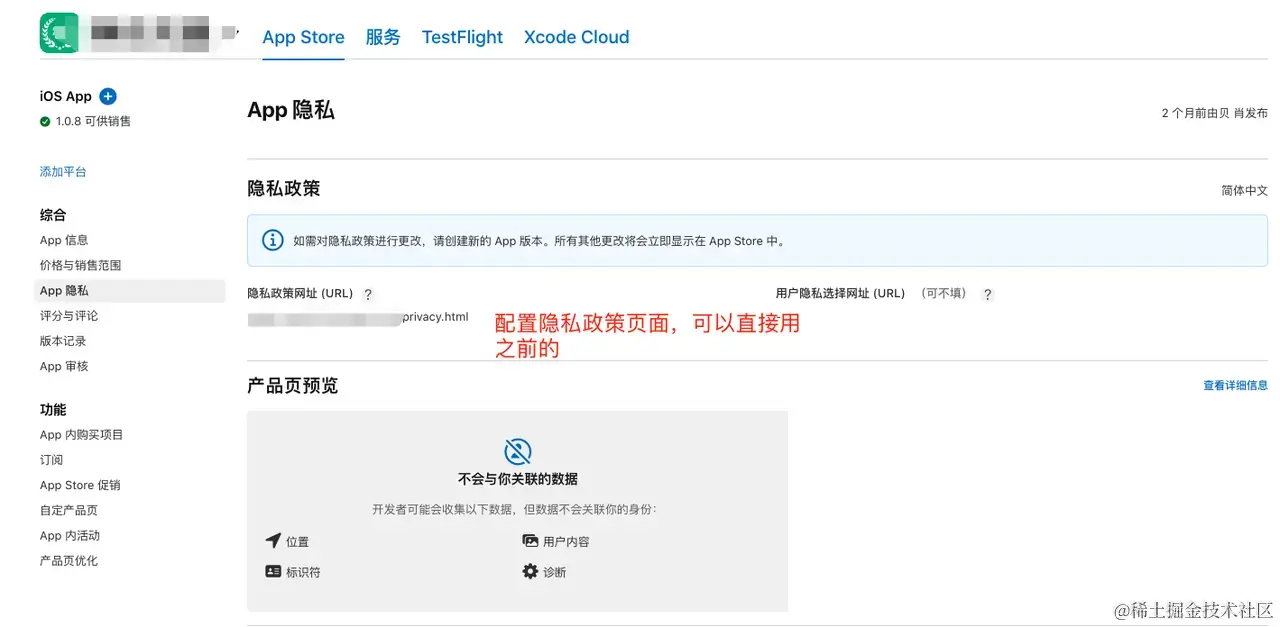 App Store 服务 TestFlight Xcode Cloud
iOS App
1.0.8 可供销售
添加平台
综合
App 信息
价格与销售范围
App 隐私
评分与评论
版本记录
App 审核
功能
App 内购买项目
订阅
App Store 促销
自定产品页
App 内活动
产品页优化
App 隐私
2 个月前由贝 肖发布
隐私政策
简体中文
如需对隐私政策进行更改，请创建新的 App 版本。所有其他更改将会立即显示在 App Store 中。
隐私政策网址 (URL) ?
privacy.html
用户隐私选择网址 (URL) （可不填） ?
配置隐私政策页面，可以直接用
之前的
产品页预览
查看详细信息
不会与你关联的数据
开发者可能会收集以下数据，但数据不会关联你的身份：
位置
用户内容
标识符
诊断
@稀土掘金技术社区